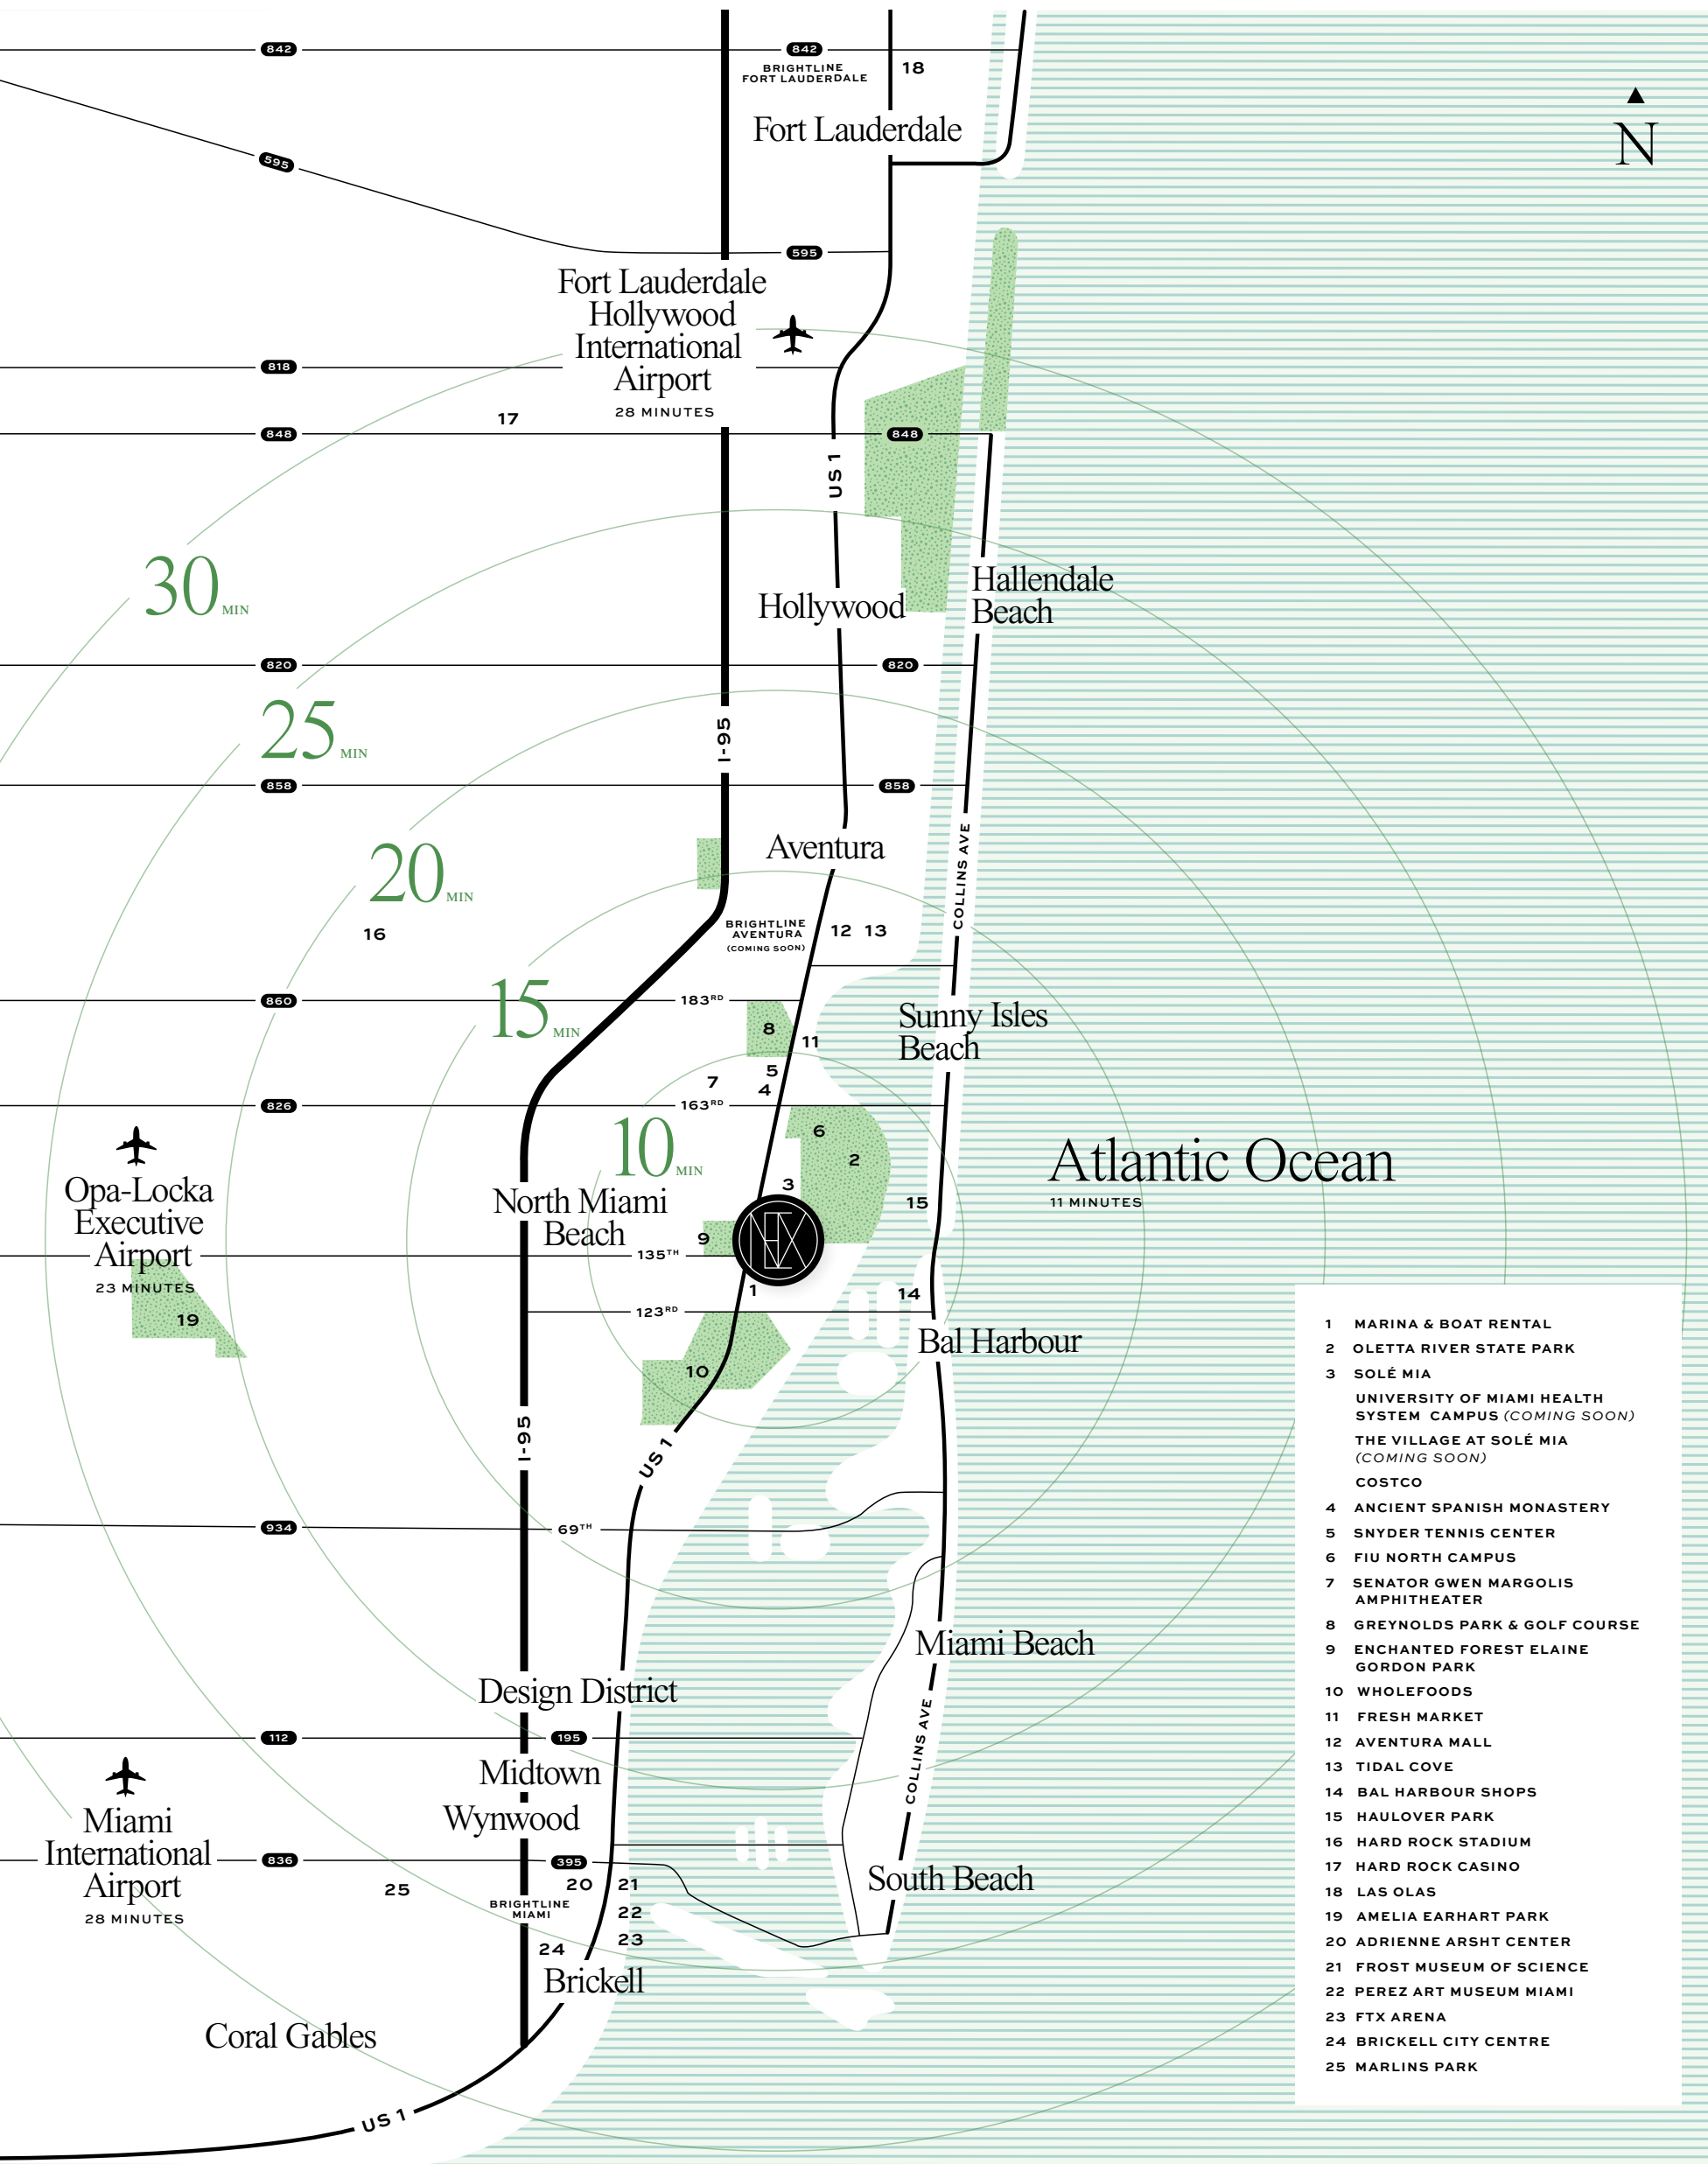 842
842
BRIGHTLINE
FORT LAUDERDALE
18
N
Fort Lauderdale
595
595
Fort Lauderdale
Hollywood
International
Airport
28 MINUTES
818
17
848
848
US 1
30 MIN
Hallendale
Beach
Hollywood
820
820
25 MIN
I-95
858
858
Aventura
COLLINS AVE
20 MIN
16
BRIGHTLINE
AVENTURA
(COMING SOON)
12
13
860
183RD
15 MIN
8
11
Sunny Isles
Beach
5
7
4
826
163RD
10 MIN
6
2
Atlantic Ocean
11 MINUTES
3
15
Opa-Locka
Executive
Airport
23 MINUTES
19
North Miami
Beach
9
NEX
135TH
1
14
123RD
Bal Harbour
10
I-95
US 1
934
69TH
Miami Beach
Design District
COLLINS AVE
112
195
Midtown
Wynwood
Miami
International
Airport
28 MINUTES
836
395
25
20
21
South Beach
BRIGHTLINE
MIAMI
22
23
24
Brickell
Coral Gables
US 1
1 MARINA & BOAT RENTAL
2 OLETTA RIVER STATE PARK
3 SOLÉ MIA
UNIVERSITY OF MIAMI HEALTH
SYSTEM CAMPUS (COMING SOON)
THE VILLAGE AT SOLÉ MIA
(COMING SOON)
COSTCO
4 ANCIENT SPANISH MONASTERY
5 SNYDER TENNIS CENTER
6 FIU NORTH CAMPUS
7 SENATOR GWEN MARGOLIS
AMPHITHEATER
8 GREYNOLDS PARK & GOLF COURSE
9 ENCHANTED FOREST ELAINE
GORDON PARK
10 WHOLEFOODS
11 FRESH MARKET
12 AVENTURA MALL
13 TIDAL COVE
14 BAL HARBOUR SHOPS
15 HAULOVER PARK
16 HARD ROCK STADIUM
17 HARD ROCK CASINO
18 LAS OLAS
19 AMELIA EARHART PARK
20 ADRIENNE ARSHT CENTER
21 FROST MUSEUM OF SCIENCE
22 PEREZ ART MUSEUM MIAMI
23 FTX ARENA
24 BRICKELL CITY CENTRE
25 MARLINS PARK